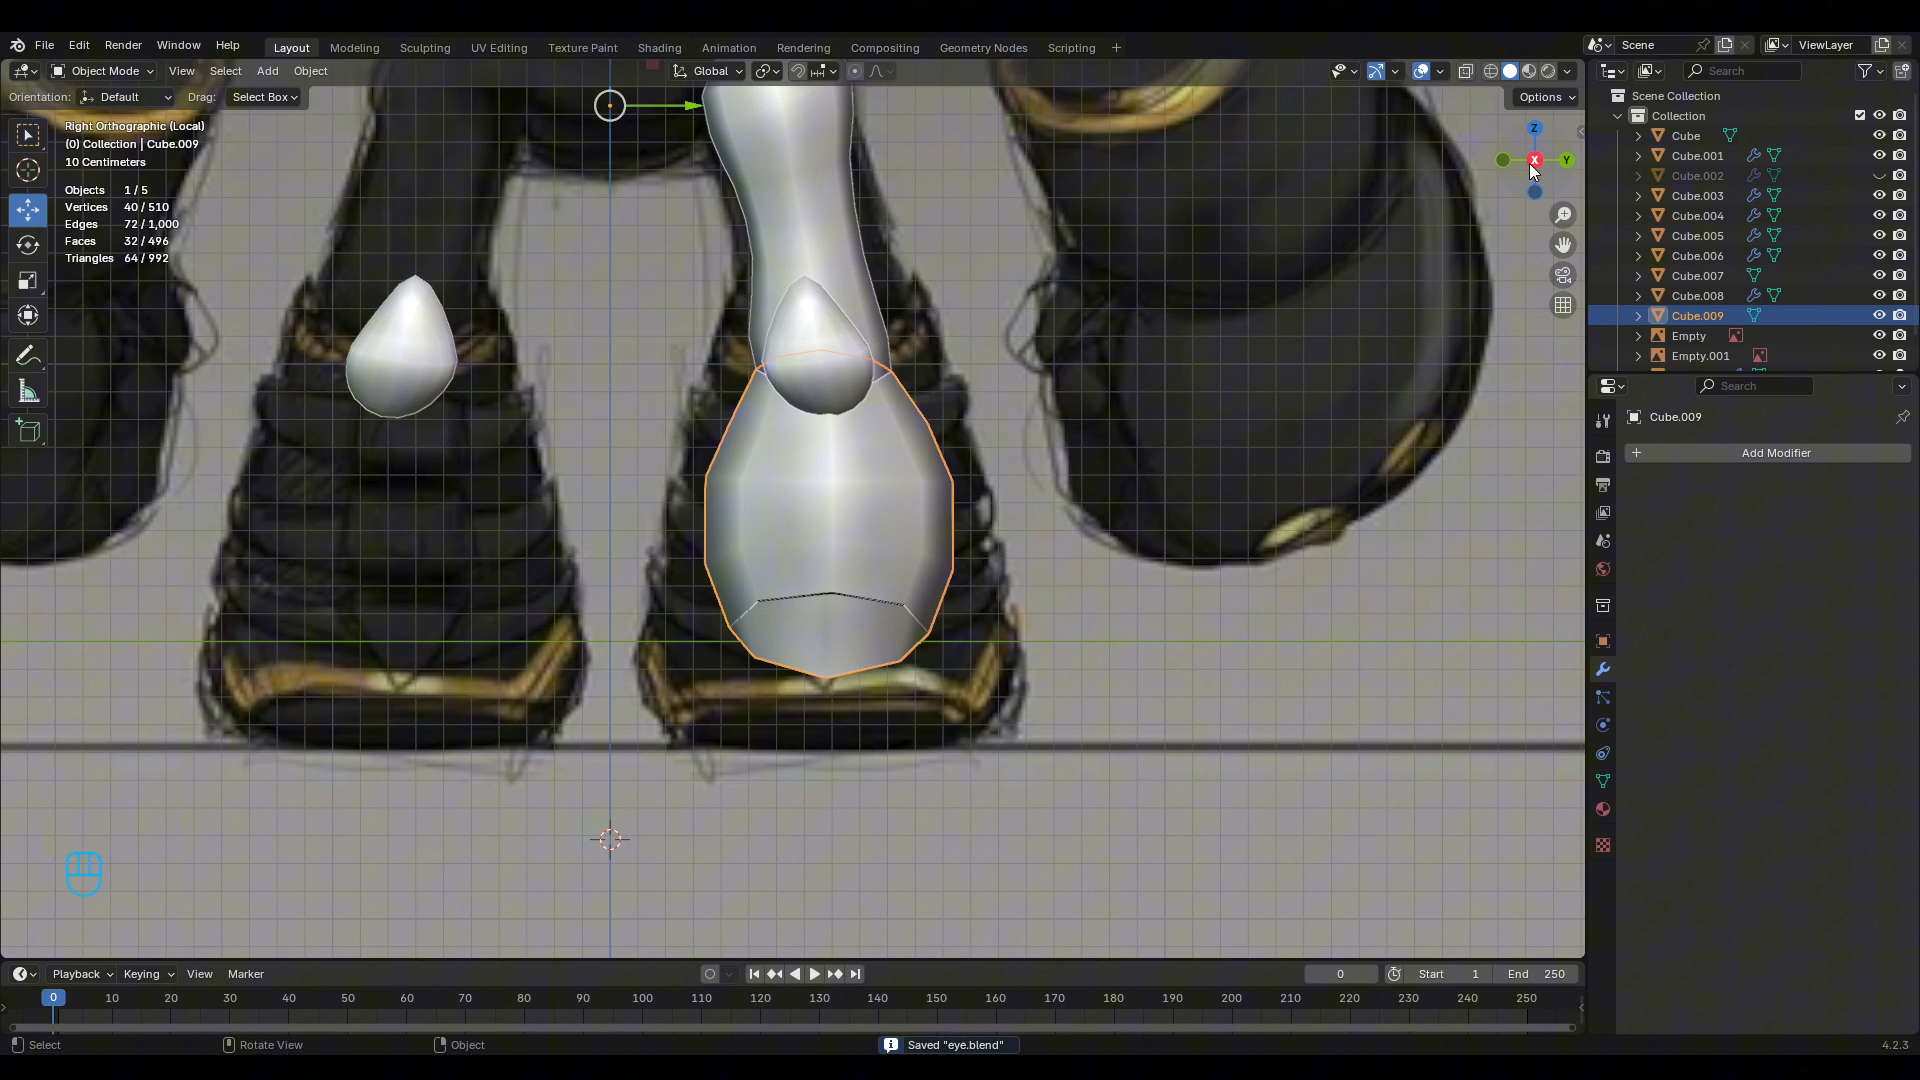 File Edit Render Window Help Layout Modeling Sculpting UV Editing Texture Paint Shading Animation Rendering Compositing Geometry Nodes Scripting + Scene ViewLayer
Object Mode View Select Add Object Global Search
Orientation: Default Drag: Select Box Options
Scene Collection
Collection
Right Orthographic (Local)
(0) Collection | Cube.009
10 Centimeters
Objects 1 / 5
Vertices 40 / 510
Edges 72 / 1,000
Faces 32 / 496
Triangles 64 / 992
Z
X
Y
Cube
Cube.001
Cube.002
Cube.003
Cube.004
Cube.005
Cube.006
Cube.007
Cube.008
Cube.009
Empty
Empty.001
Search
Cube.009
+ Add Modifier
Playback Keying View Marker 0 Start 1 End 250
0 10 20 30 40 50 60 70 80 90 100 110 120 130 140 150 160 170 180 190 200 210 220 230 240 250
Select Rotate View Object Saved "eye.blend" 4.2.3